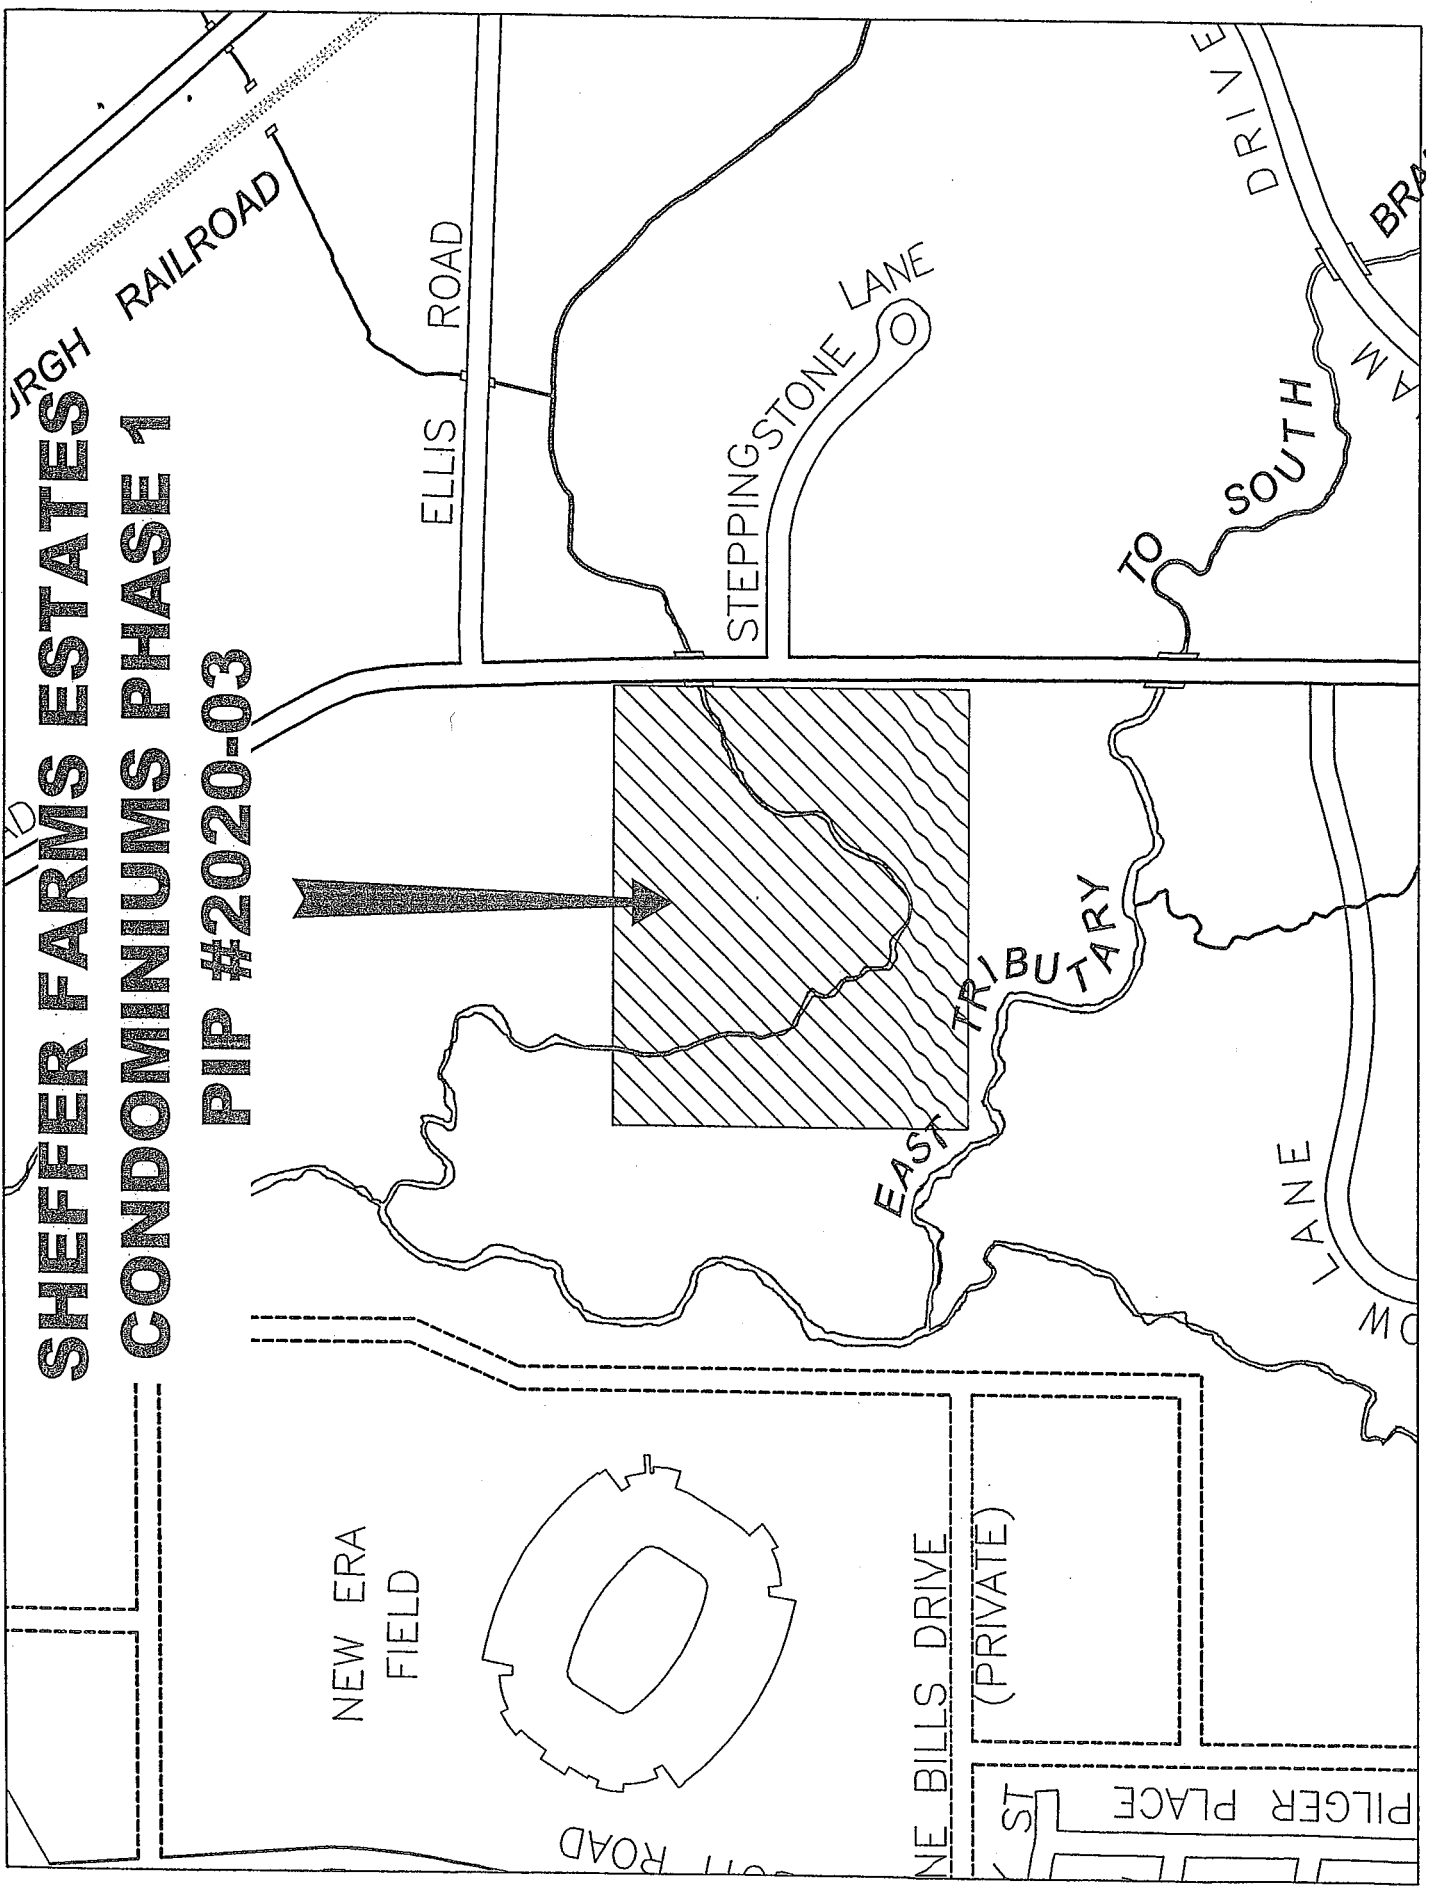 SHEFFER FARMS ESTATES
CONDOMINIUMS PHASE 1
PIP #2020-03
RAILROAD
ELLIS ROAD
STEPPINGSTONE LANE
DRIVE
EAST TRIBUTARY TO SOUTH
LANE
NEW ERA
FIELD
BILLS DRIVE
(PRIVATE)
ROAD
ST
PILGER PLACE